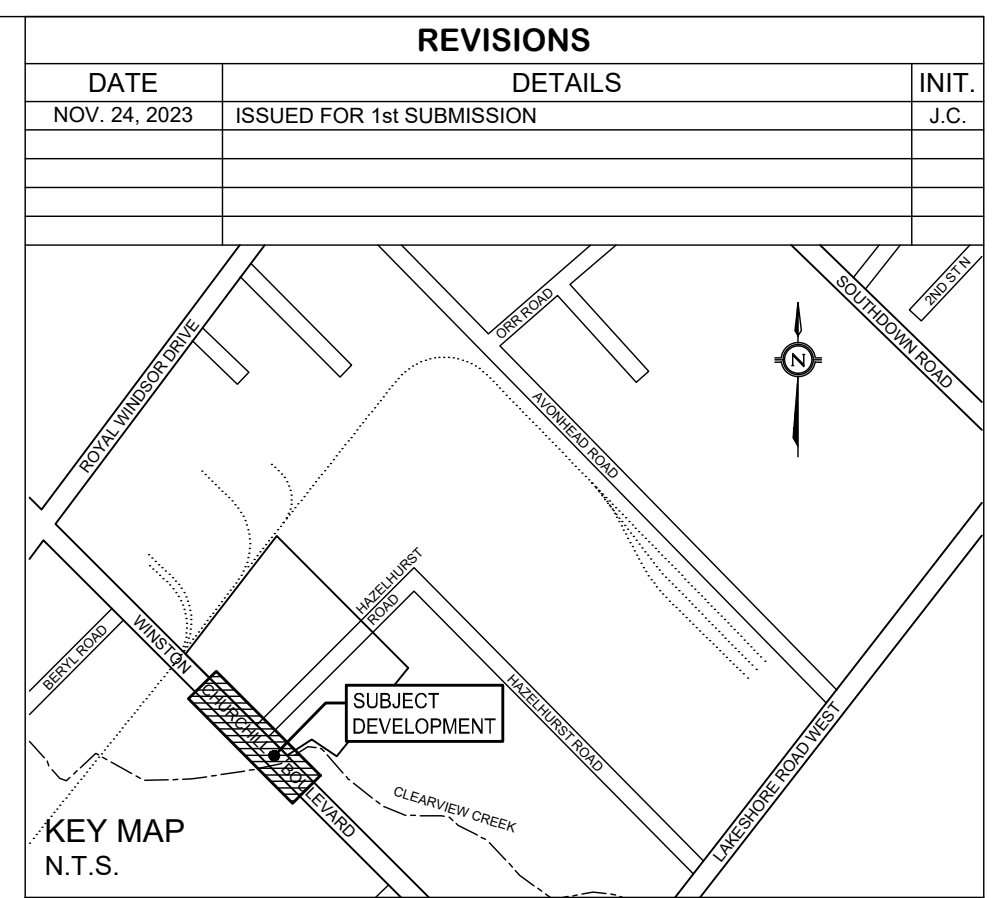 REVISIONS
DATE DETAILS INIT.
NOV. 24, 2023 ISSUED FOR 1st SUBMISSION J.C.
2ND ST N
SOUTHDOWN ROAD
ORR ROAD
N
ROYAL WINDSOR DRIVE
AVONHEAD ROAD
HAZELHURST
ROAD
BERYL ROAD
WINSTON
CHURCHILL
BOULEVARD
SUBJECT
DEVELOPMENT
HAZELHURST ROAD
LAKESHORE ROAD WEST
CLEARVIEW CREEK
KEY MAP
N.T.S.